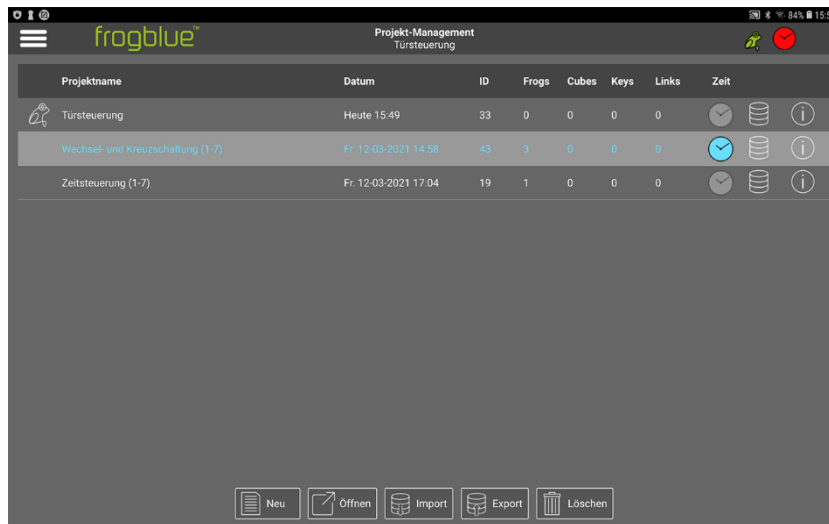 84% 15:5
frogblue™
Projekt-Management
Türsteuerung
Projektname Datum ID Frogs Cubes Keys Links Zeit
Türsteuerung Heute 15:49 33 0 0 0 0
Wechsel- und Kreuzschaltung (1-7) Fr. 12-03-2021 14:58 43 3 0 0 0
Zeitsteuerung (1-7) Fr. 12-03-2021 17:04 19 1 0 0 0
Neu Öffnen Import Export Löschen